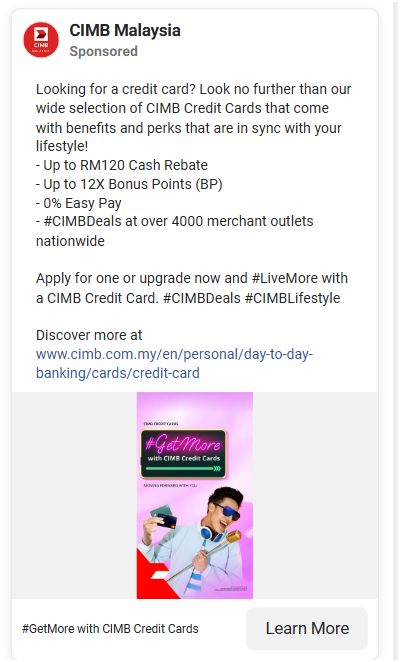 CIMB Malaysia
Sponsored
CIMB
MALAYSIA
Looking for a credit card? Look no further than our
wide selection of CIMB Credit Cards that come
with benefits and perks that are in sync with your
lifestyle!
- Up to RM120 Cash Rebate
- Up to 12X Bonus Points (BP)
- 0% Easy Pay
- #CIMBDeals at over 4000 merchant outlets
nationwide
Apply for one or upgrade now and #LiveMore with
a CIMB Credit Card. #CIMBDeals #CIMBLifestyle
Discover more at
www.cimb.com.my/en/personal/day-to-day-
banking/cards/credit-card
CIMB CREDIT CARDS
#GetMore
with CIMB Credit Cards
MOVING FORWARD WITH YOU
#GetMore with CIMB Credit Cards
Learn More